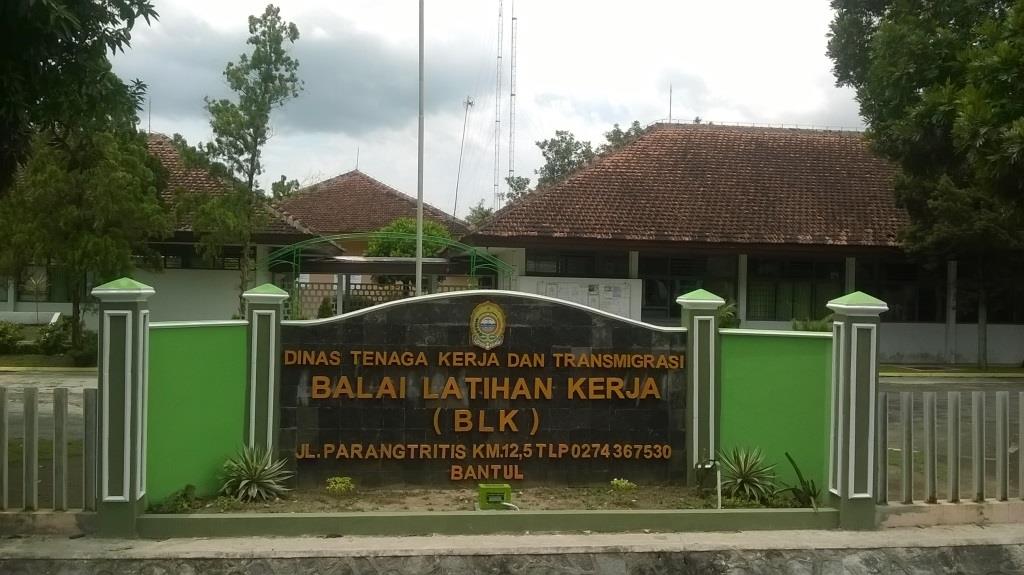 DINAS TENAGA KERJA DAN TRANSMIGRASI
BALAI LATIHAN KERJA
( BLK )
JL. PARANGTRITIS KM.12,5 TLP 0274 367530
BANTUL